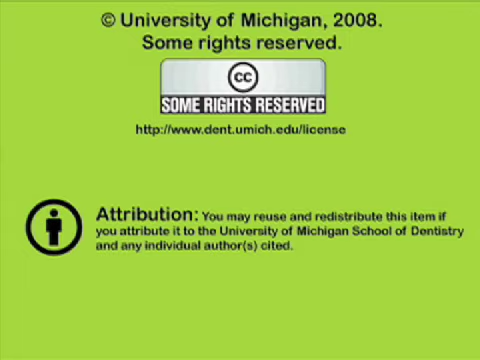 © University of Michigan, 2008.
Some rights reserved.
cc
SOME RIGHTS RESERVED
http://www.dent.umich.edu/license
Attribution: You may reuse and redistribute this item if
you attribute it to the University of Michigan School of Dentistry
and any individual author(s) cited.